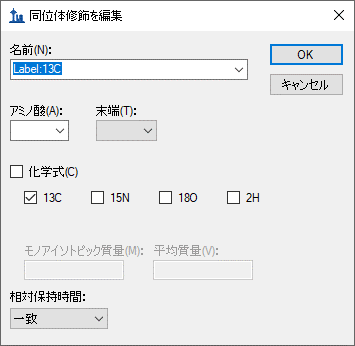 同位体修飾を編集
名前(N):
Label:13C
OK
キャンセル
アミノ酸(A):
末端(T):
化学式(C)
13C
15N
18O
2H
モノアイソトピック質量(M):
平均質量(V):
相対保持時間:
一致